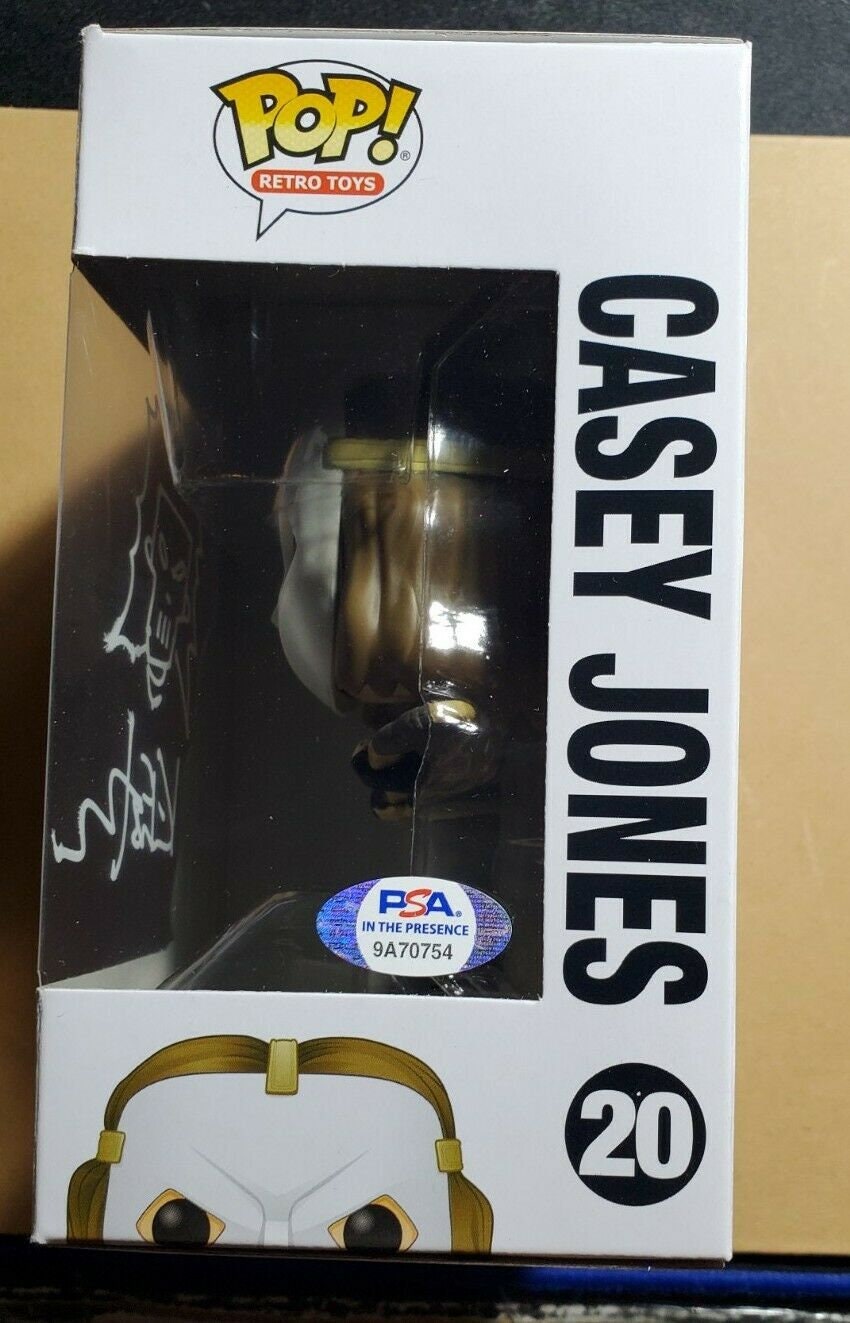 POP!®
RETRO TOYS
CASEY JONES
20
PSA®
IN THE PRESENCE
9A70754